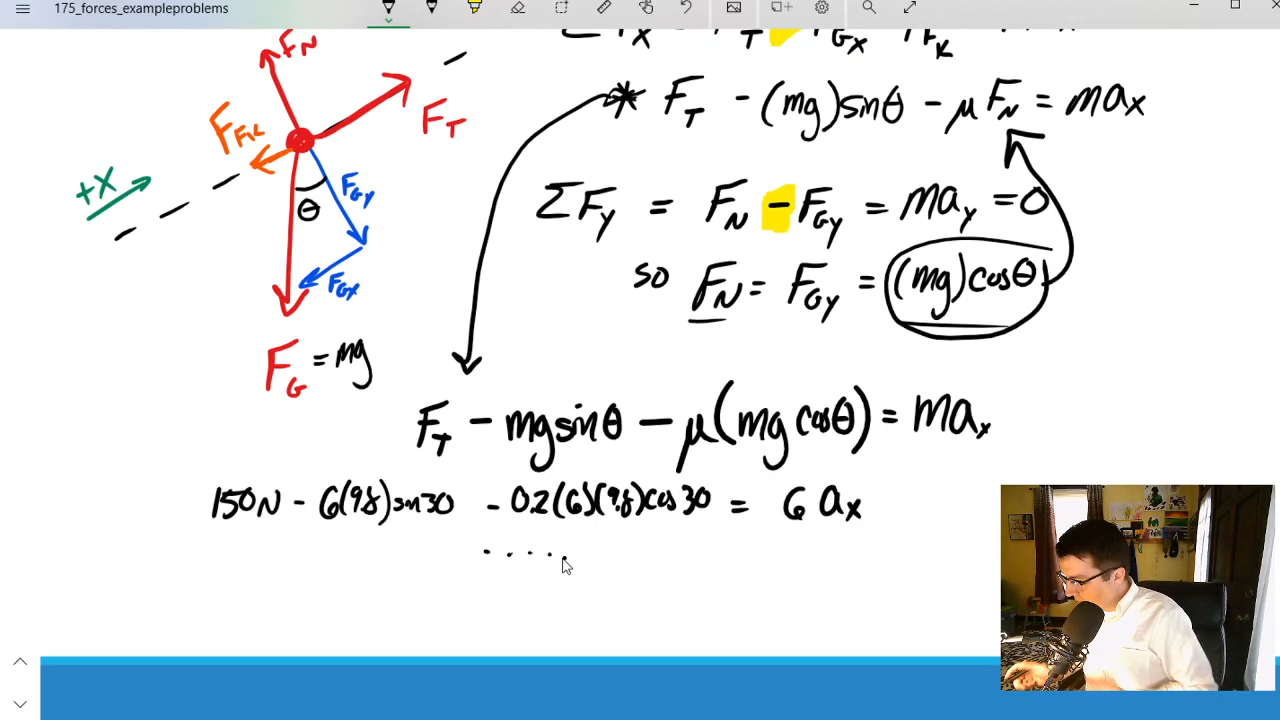 175_forces_exampleproblems
F_N
F_T
F_Fric
+X
θ
F_Gy
F_Gx
F_G = mg
* F_T - (mg)sinθ - μF_N = ma_x
ΣF_y = F_N - F_Gy = ma_y = 0
so F_N = F_Gy = (mg)cosθ
F_T - mgsinθ - μ(mg cosθ) = ma_x
150N - 6(9.8)sin30 - 0.2(6)(9.8)cos30 = 6 a_x
.....